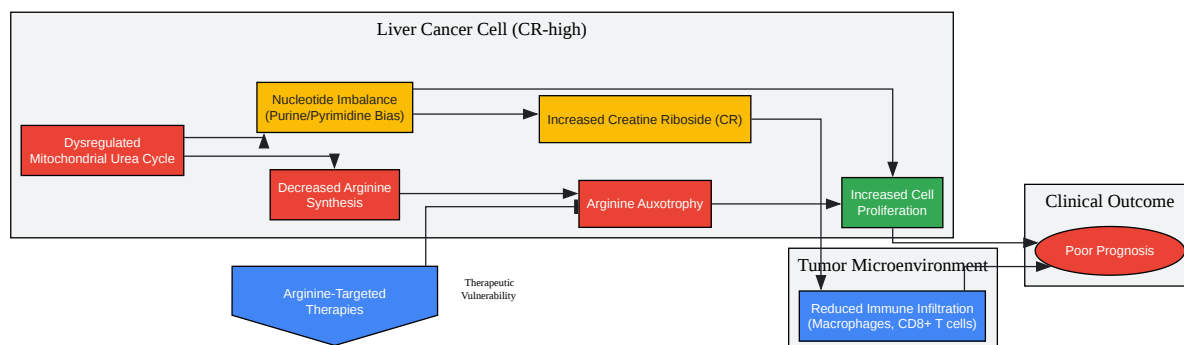 Liver Cancer Cell (CR-high)
Nucleotide Imbalance
(Purine/Pyrimidine Bias)
Increased Creatine Riboside (CR)
Dysregulated
Mitochondrial Urea Cycle
Decreased Arginine
Synthesis
Arginine Auxotrophy
Increased Cell
Proliferation
Clinical Outcome
Poor Prognosis
Tumor Microenvironment
Reduced Immune Infiltration
(Macrophages, CD8+ T cells)
Arginine-Targeted
Therapies
Therapeutic
Vulnerability